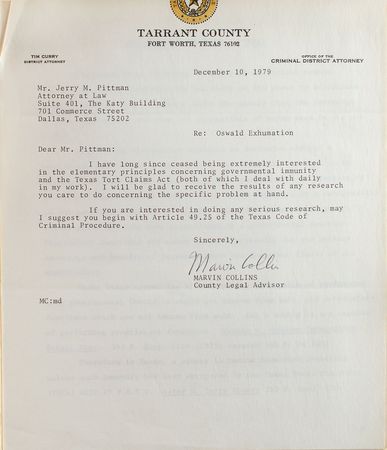 TARRANT COUNTY
FORT WORTH, TEXAS 76102
TIM CURRY
DISTRICT ATTORNEY
OFFICE OF THE
CRIMINAL DISTRICT ATTORNEY
December 10, 1979
Mr. Jerry M. Pittman
Attorney at Law
Suite 401, The Katy Building
701 Commerce Street
Dallas, Texas 75202
Re: Oswald Exhumation
Dear Mr. Pittman:
I have long since ceased being extremely interested
in the elementary principles concerning governmental immunity
and the Texas Tort Claims Act (both of which I deal with daily
in my work). I will be glad to receive the results of any research
you care to do concerning the specific problem at hand.
If you are interested in doing any serious research, may
I suggest you begin with Article 49.25 of the Texas Code of
Criminal Procedure.
Sincerely,
Marvin Collins
MARVIN COLLINS
County Legal Advisor
MC:md